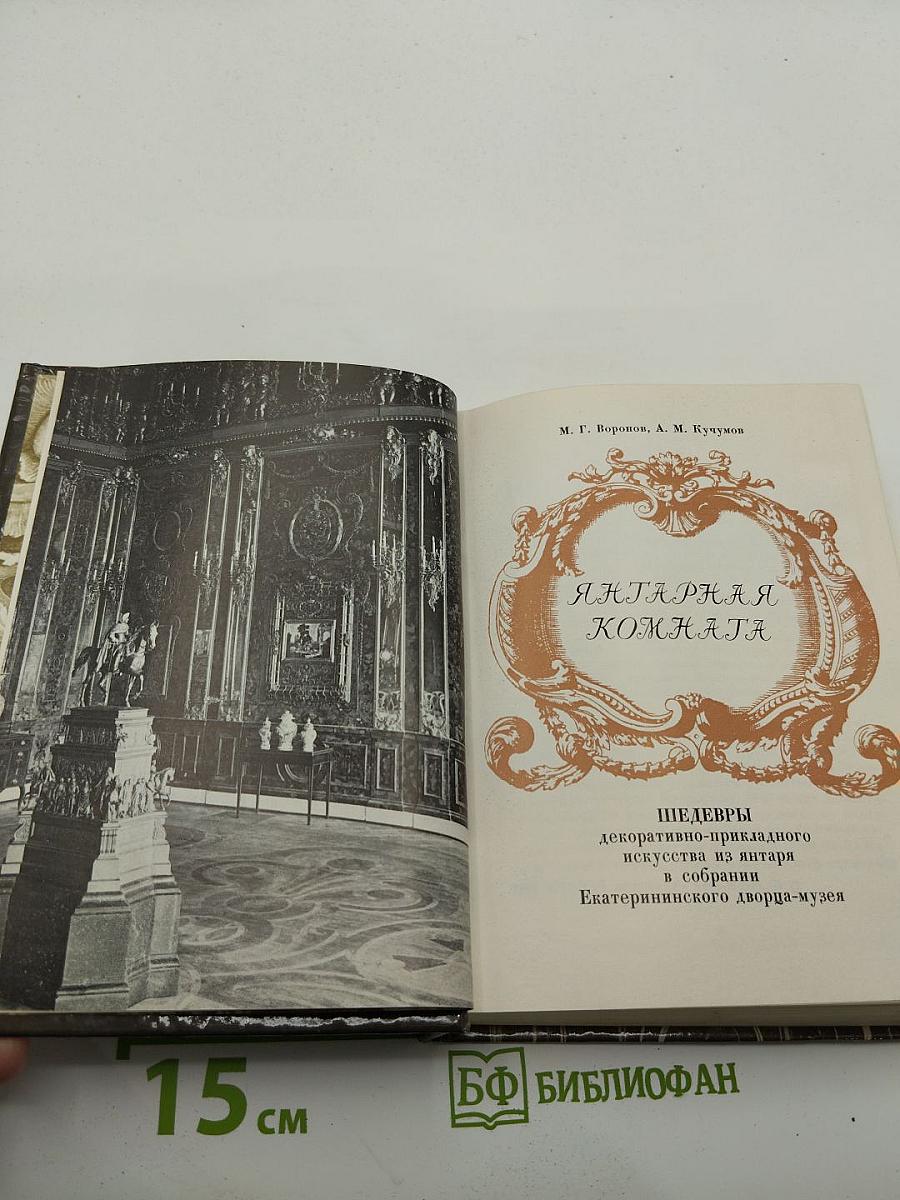 М. Г. Воронов, А. М. Кучумов
ЯНТАРНАЯ
КОМНАТА
ШЕДЕВРЫ
декоративно-прикладного
искусства из янтаря
в собрании
Екатерининского дворца-музея
15 см
БФ БИБЛИОФАН